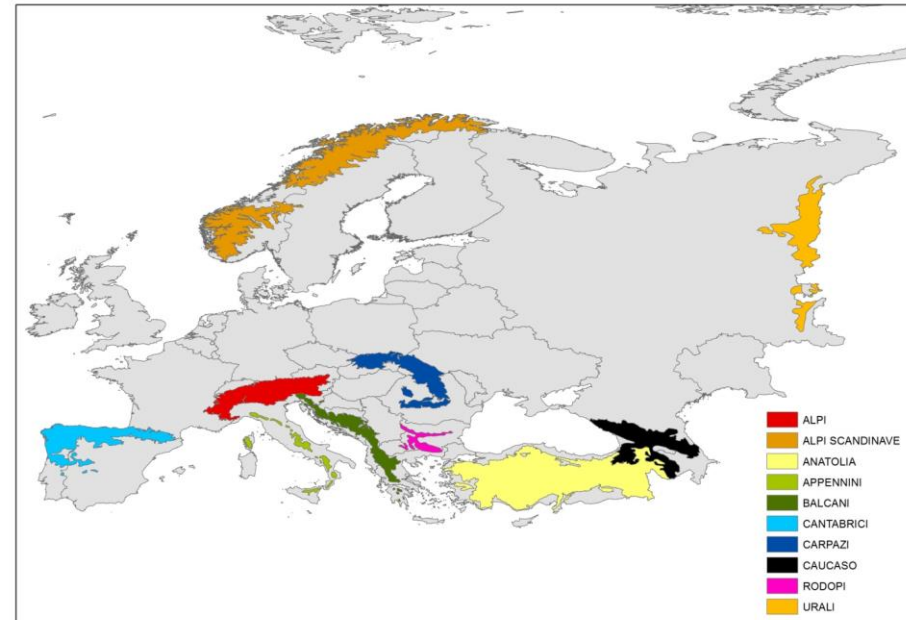 ALPI
ALPI SCANDINAVE
ANATOLIA
APPENNINI
BALCANI
CANTABRICI
CARPAZI
CAUCASO
RODOPI
URALI